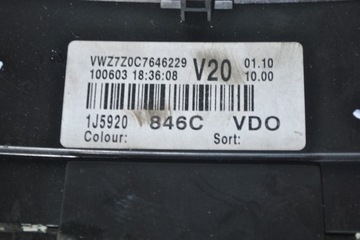 VWZ7Z0C7646229 V20 01.10
100603 18:36:08 10.00
1J5920 846C VDO
Colour: Sort: